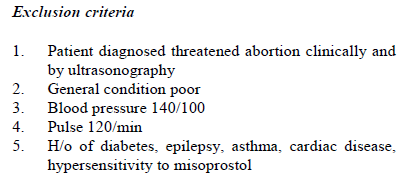 Exclusion criteria
1. Patient diagnosed threatened abortion clinically and
by ultrasonography
2. General condition poor
3. Blood pressure 140/100
4. Pulse 120/min
5. H/o of diabetes, epilepsy, asthma, cardiac disease,
hypersensitivity to misoprostol